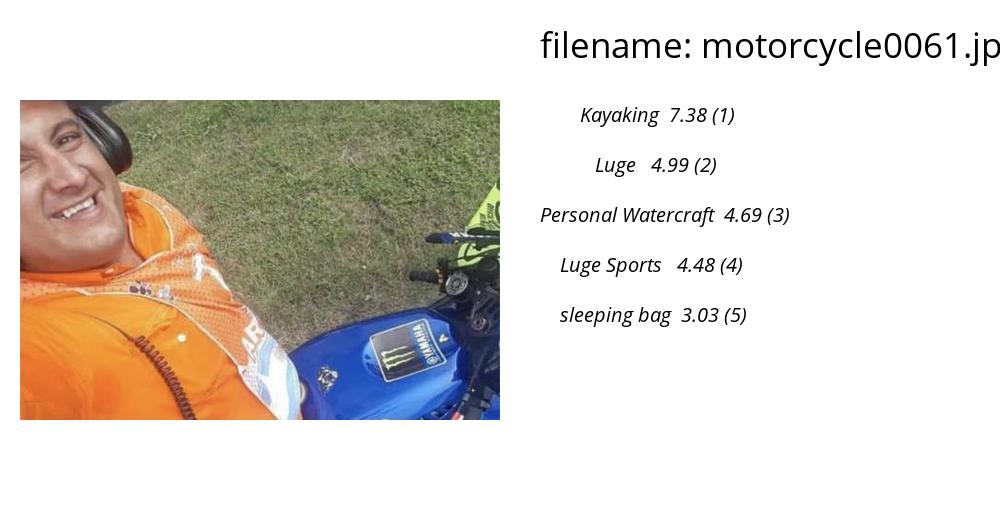 filename: motorcycle0061.jp
Kayaking 7.38 (1)
Luge 4.99 (2)
Personal Watercraft 4.69 (3)
Luge Sports 4.48 (4)
sleeping bag 3.03 (5)
YAMAHA